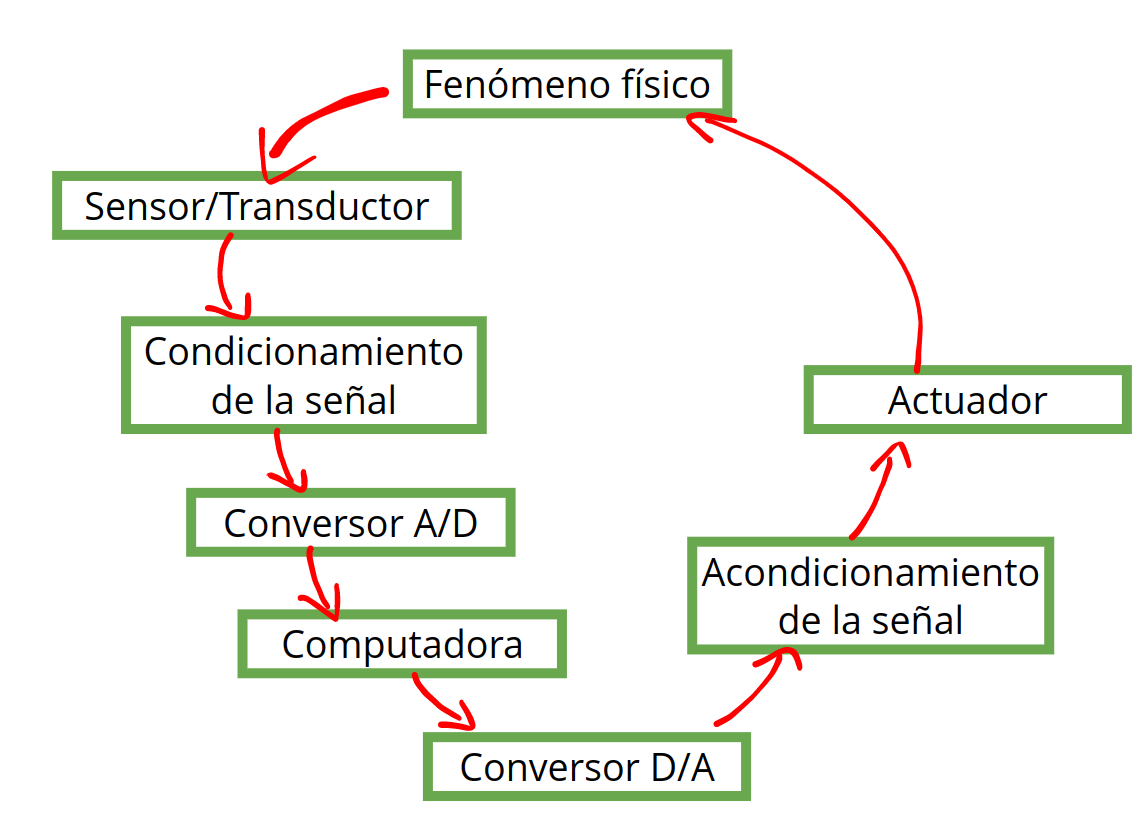 Fenómeno físico
Sensor/Transductor
Condicionamiento
de la señal
Conversor A/D
Computadora
Conversor D/A
Acondicionamiento
de la señal
Actuador